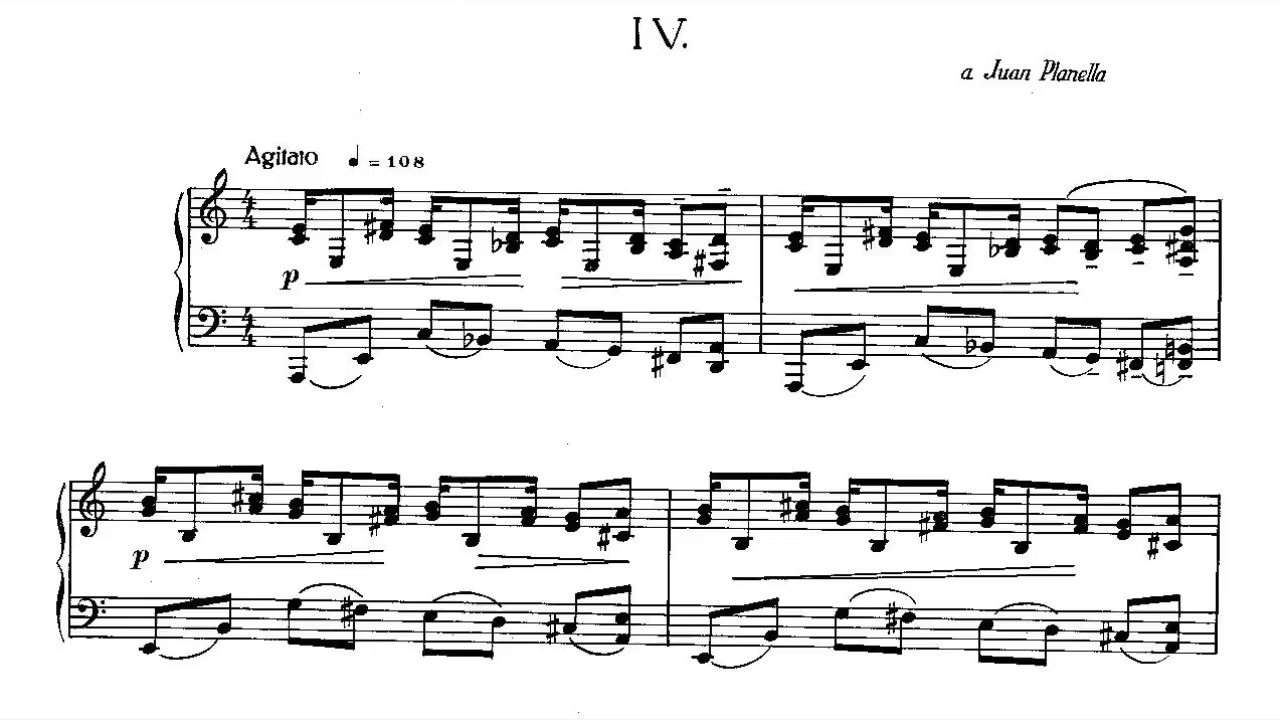 IV.
a Juan Planella
Agitato ♩ = 108
p
p